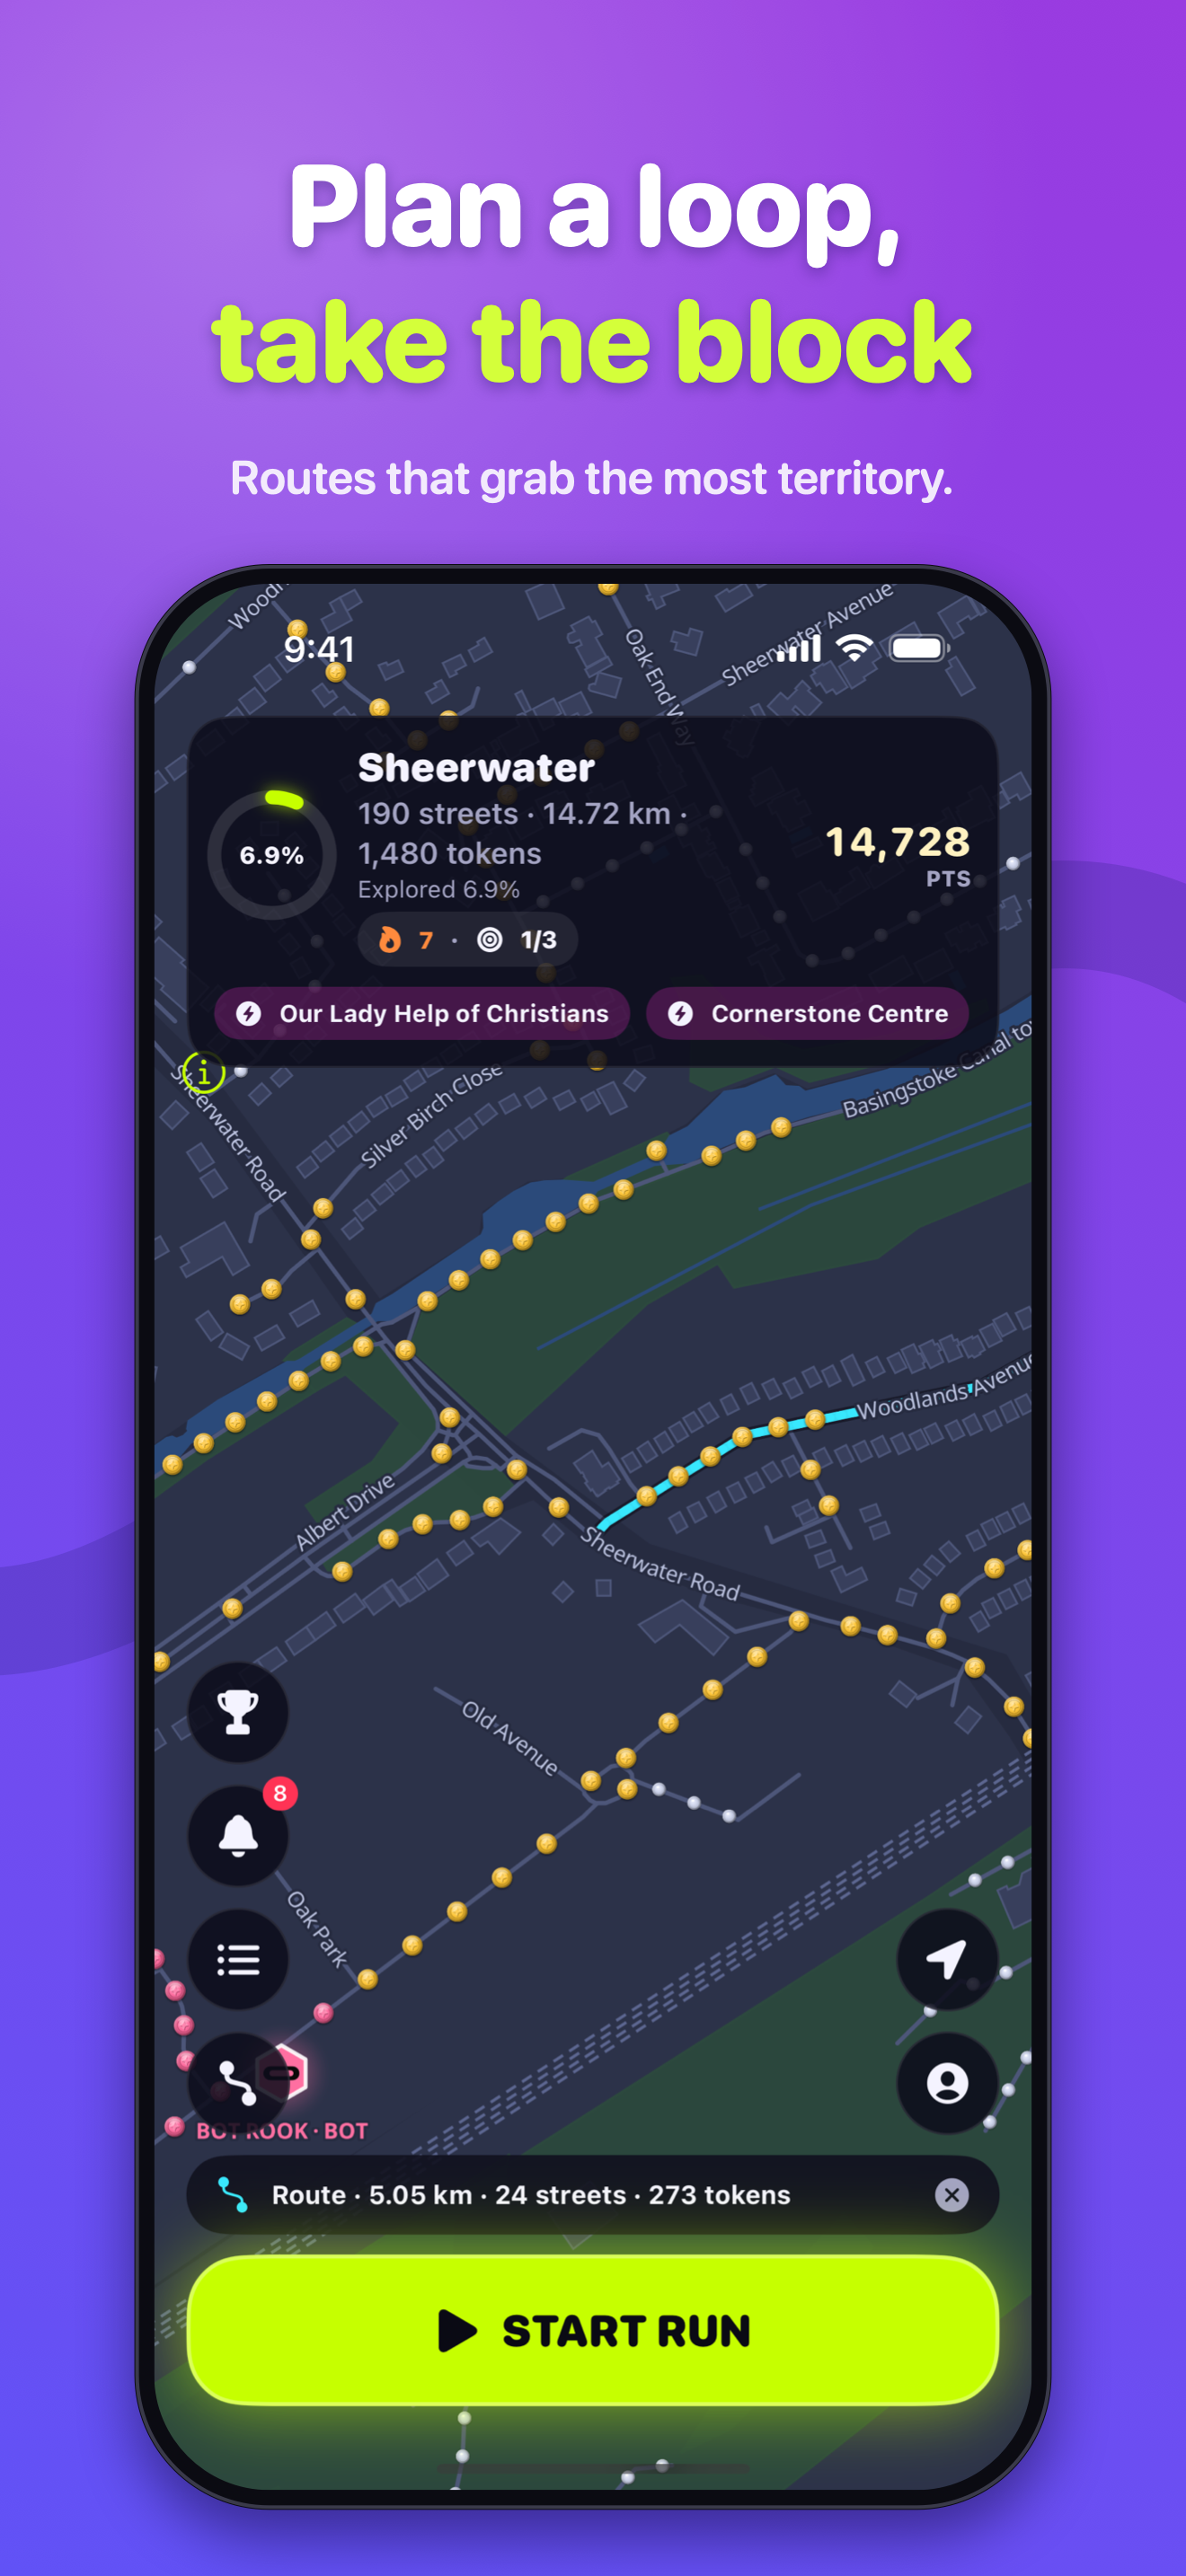 Plan a loop,
take the block
Routes that grab the most territory.
Woodh
9:41
Oak End Way
Sheerwater Avenue
Sheerwater
190 streets · 14.72 km ·
1,480 tokens
Explored 6.9%
6.9%
14,728
PTS
7 · 1/3
Our Lady Help of Christians
Cornerstone Centre
i
Sheerwater Road
Silver Birch Close
Basingstoke Canal to
Woodlands Avenue
Albert Drive
Sheerwater Road
Old Avenue
8
Oak Park
BOT ROOK · BOT
Route · 5.05 km · 24 streets · 273 tokens
START RUN